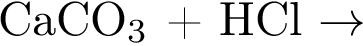 CaCO₃ + HCl →